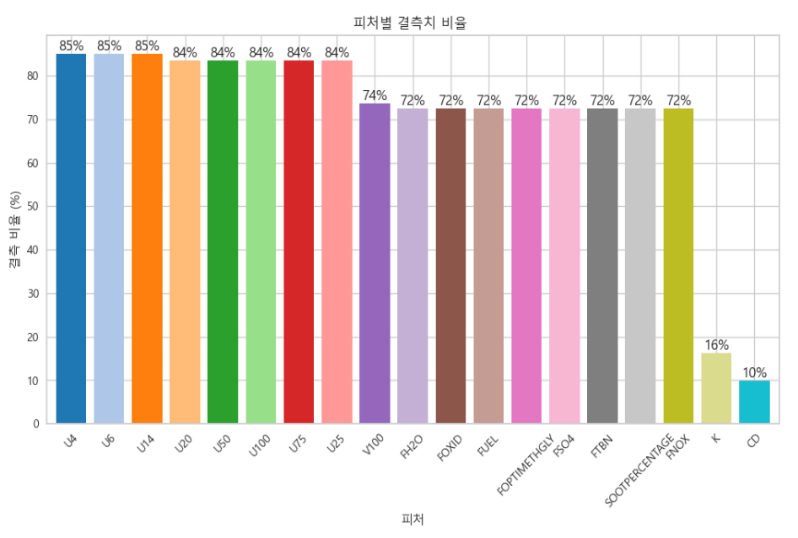 피처별 결측치 비율
85% 85% 85% 84% 84% 84% 84% 84% 74% 72% 72% 72% 72% 72% 72% 72% 72% 16% 10%
결측 비율 (%)
80
70
60
50
40
30
20
10
0
U4 U6 U14 U20 U50 U100 U75 U25 V100 FH2O FOXID FUEL FOPTIMETHGLY FSO4 FTBN SOOTPERCENTAGE FNOX K CD
피처